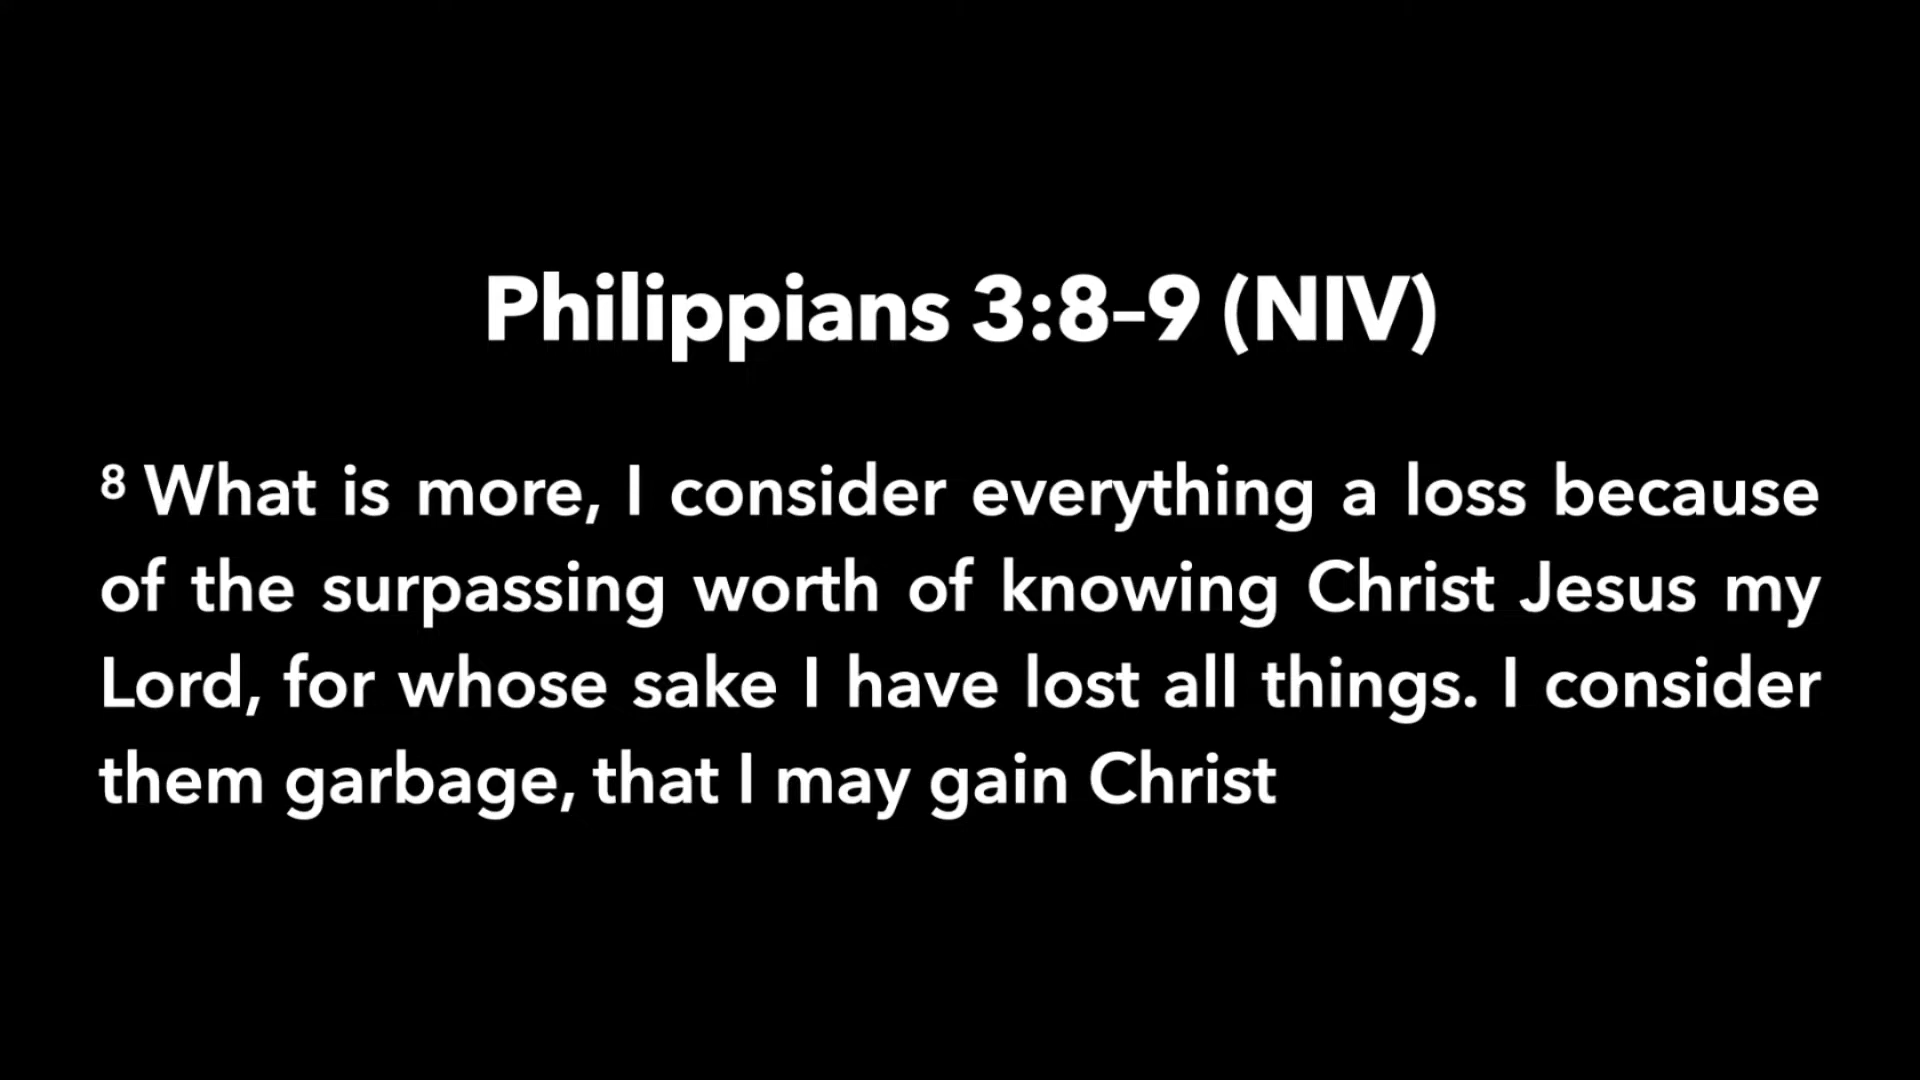 Philippians 3:8–9 (NIV)
⁸ What is more, I consider everything a loss because
of the surpassing worth of knowing Christ Jesus my
Lord, for whose sake I have lost all things. I consider
them garbage, that I may gain Christ